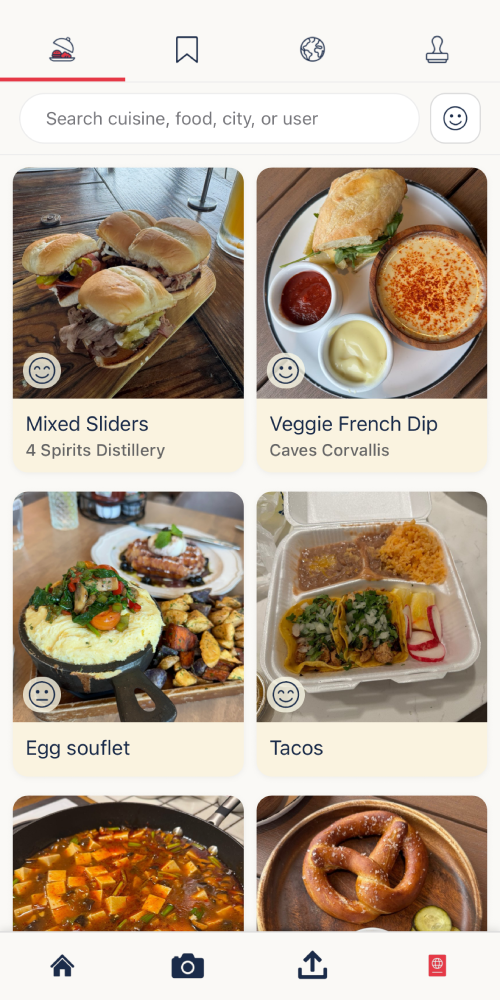 Search cuisine, food, city, or user
Mixed Sliders
4 Spirits Distillery
Veggie French Dip
Caves Corvallis
Egg souflet
Tacos